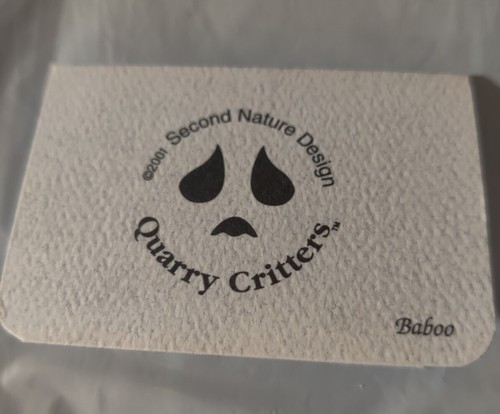 ©2001 Second Nature Design
Quarry Critters™
Baboo